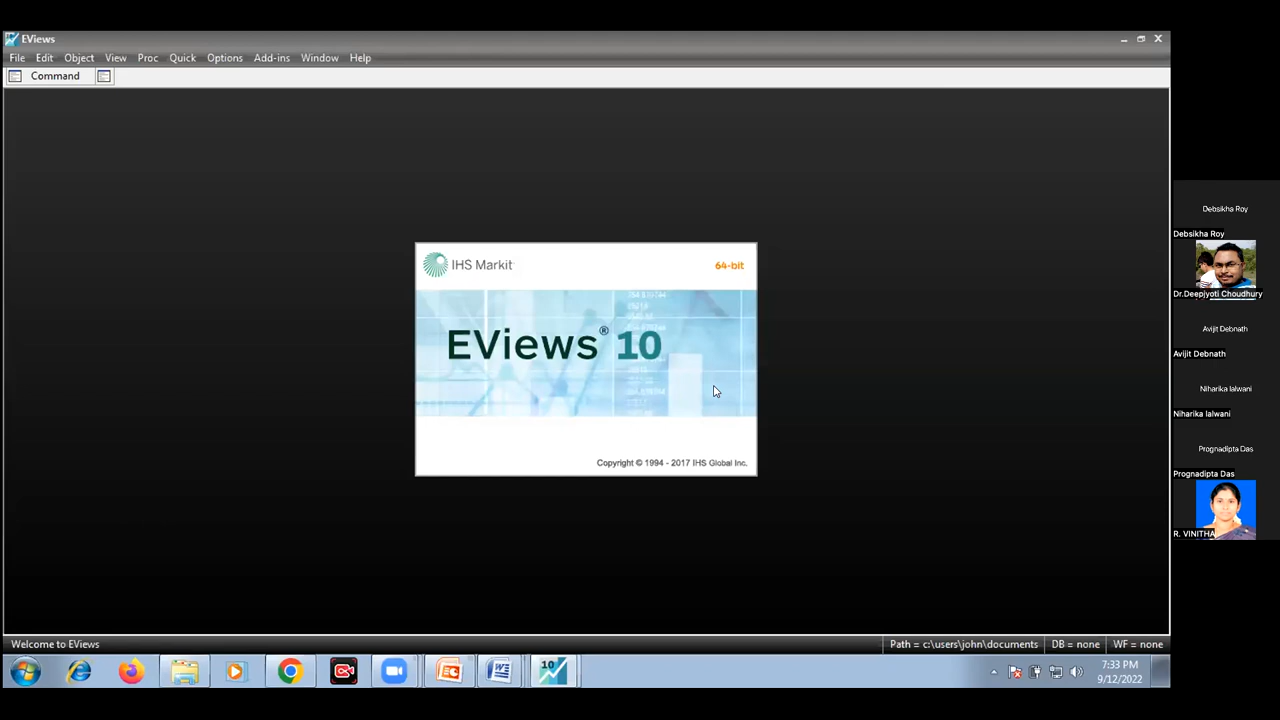 EViews
File Edit Object View Proc Quick Options Add-ins Window Help
Command
IHS Markit
64-bit
EViews® 10
Copyright © 1994 - 2017 IHS Global Inc.
Debsikha Roy
Debsikha Roy
Dr.Deepjyoti Choudhury
Avijit Debnath
Avijit Debnath
Niharika lalwani
Niharika lalwani
Prognadipta Das
Prognadipta Das
R. VINITHA
Welcome to EViews
Path = c:\users\john\documents DB = none WF = none
10
7:33 PM
9/12/2022